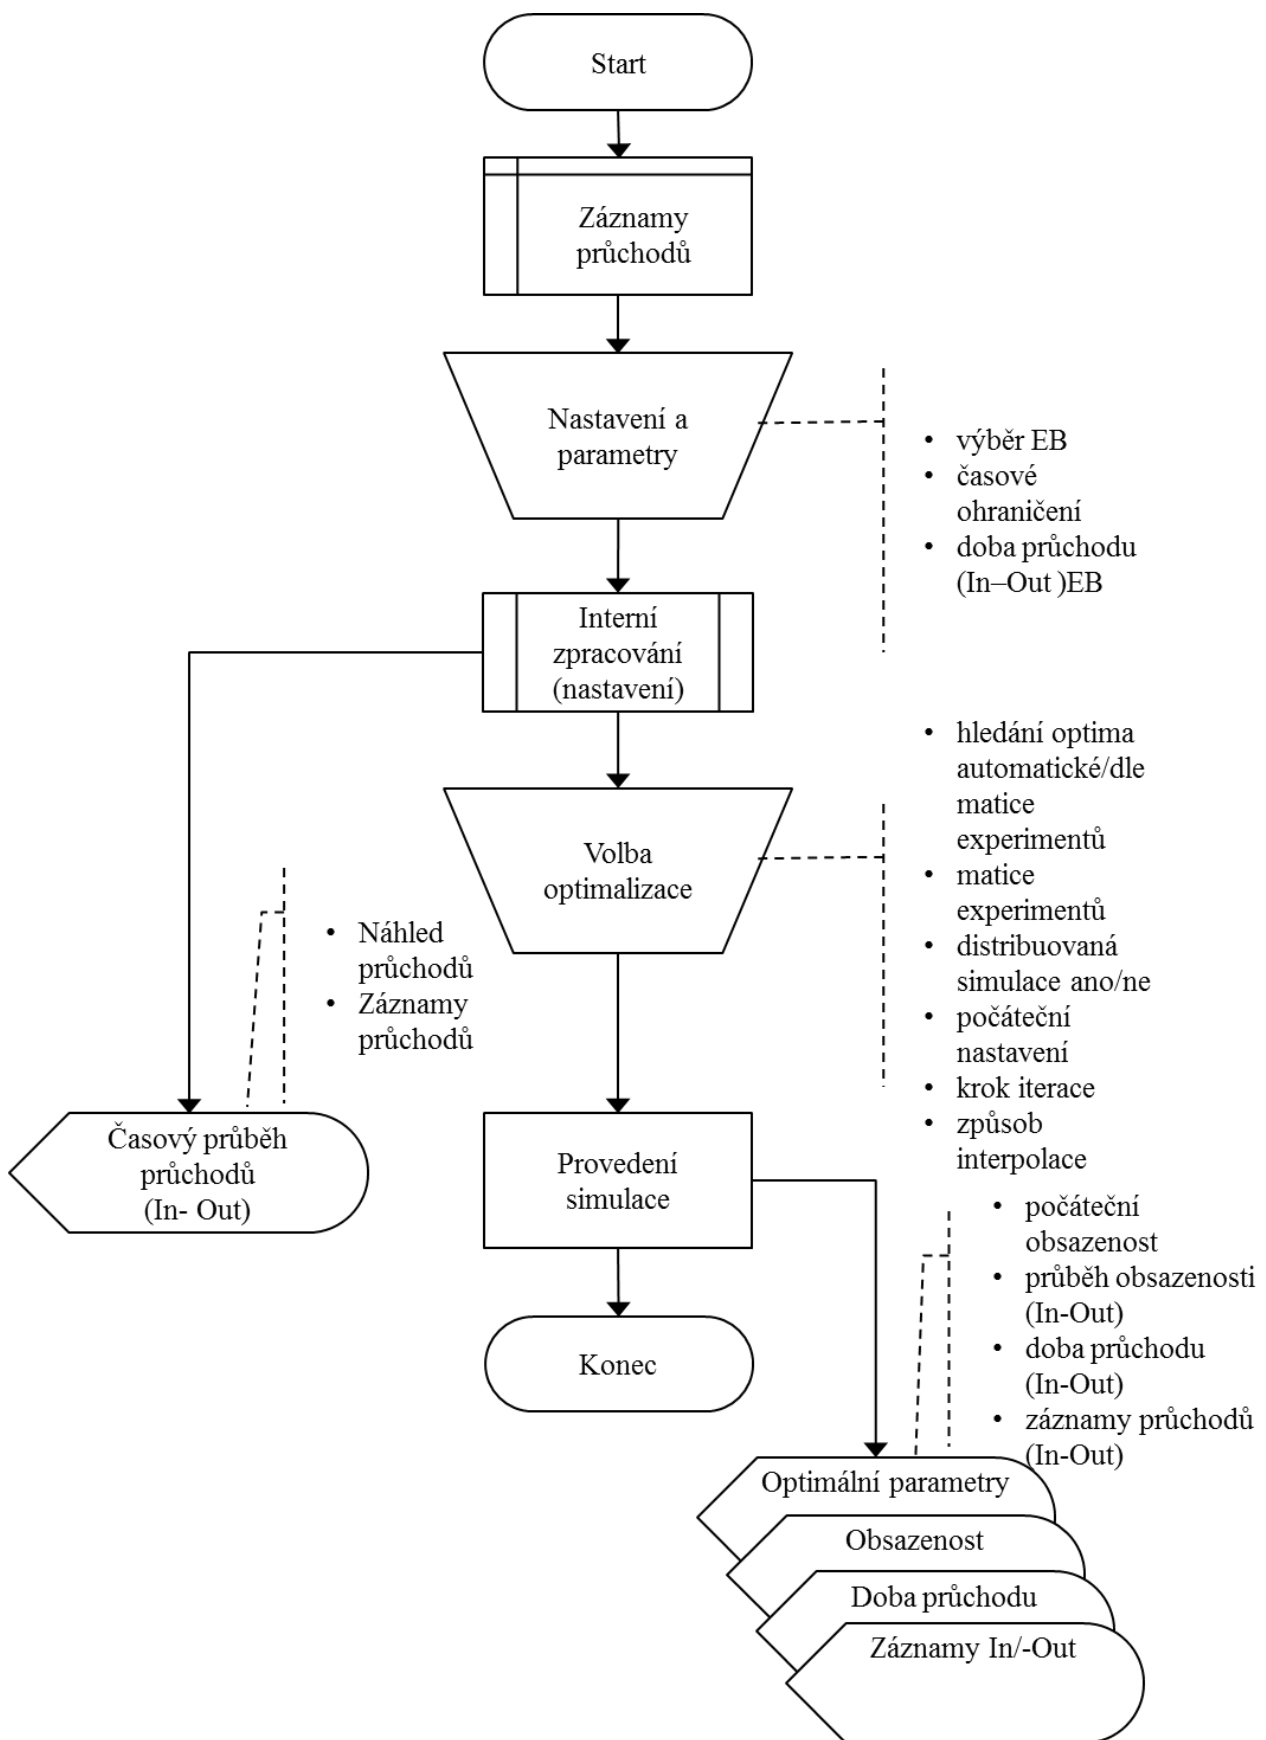 Start
Záznamy
průchodů
Nastavení a
parametry
• výběr EB
• časové
ohraničení
• doba průchodu
(In–Out )EB
Interní
zpracování
(nastavení)
• hledání optima
automatické/dle
matice
experimentů
• matice
experimentů
• distribuovaná
simulace ano/ne
• počáteční
nastavení
• krok iterace
• způsob
interpolace
Volba
optimalizace
• Náhled
průchodů
• Záznamy
průchodů
Časový průběh
průchodů
(In- Out)
Provedení
simulace
• počáteční
obsazenost
• průběh obsazenosti
(In-Out)
• doba průchodu
(In-Out)
• záznamy průchodů
(In-Out)
Konec
Optimální parametry
Obsazenost
Doba průchodu
Záznamy In/-Out